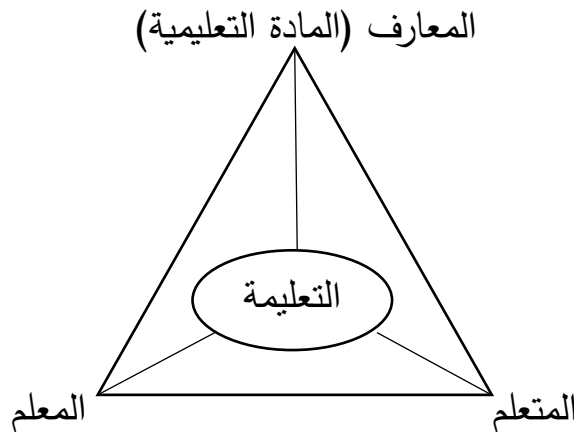 المعارف (المادة التعليمية)
التعليمة
المتعلم
المعلم